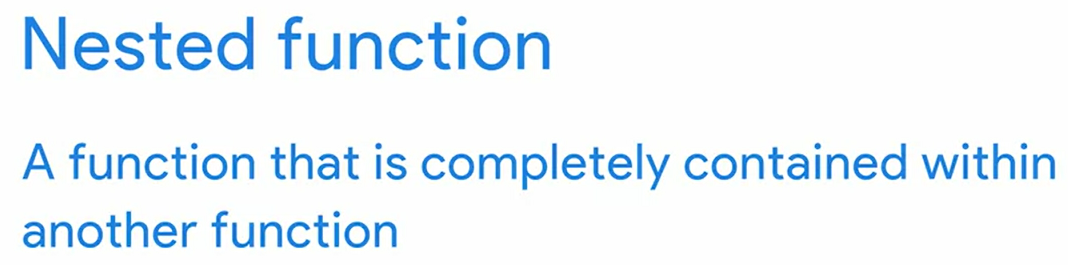 Nested function
A function that is completely contained within
another function